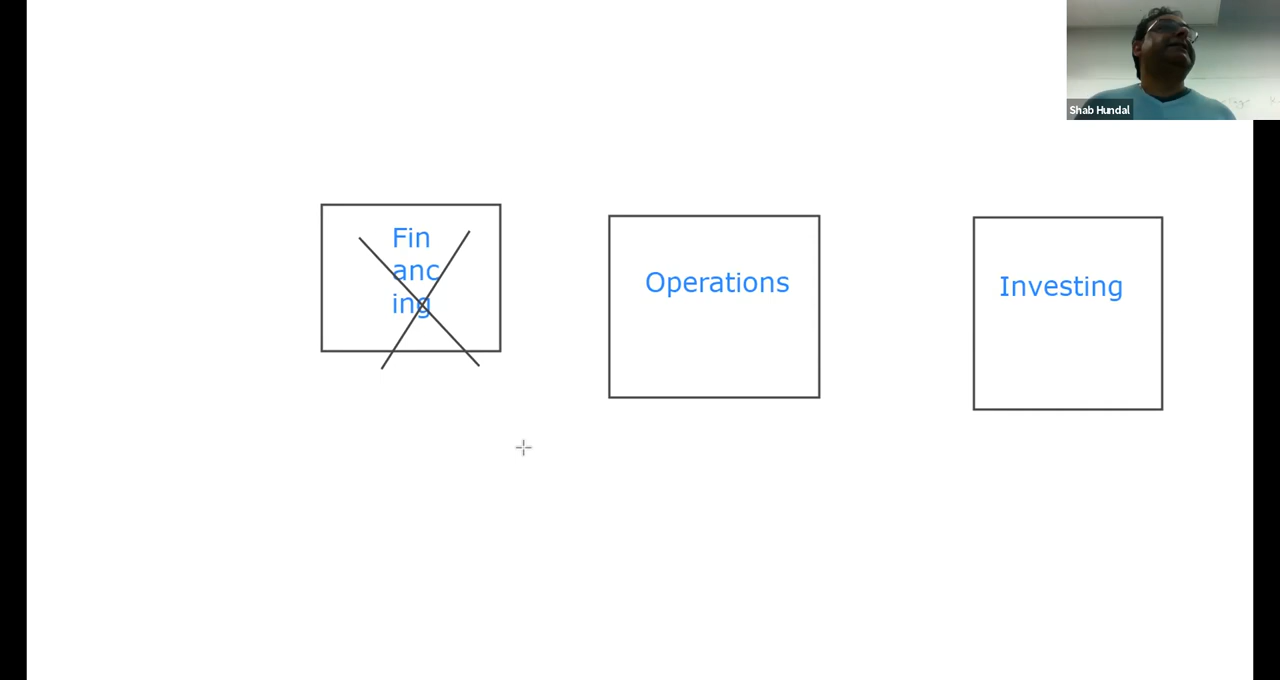 Shab Hundal
Fin
anc
ing
Operations
Investing